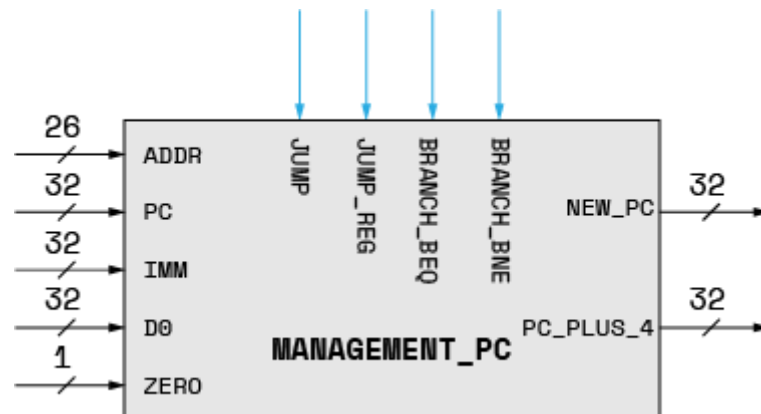 26
ADDR
32
PC
32
IMM
32
D0
1
ZERO
JUMP
JUMP_REG
BRANCH_BEQ
BRANCH_BNE
NEW_PC
32
PC_PLUS_4
32
MANAGEMENT_PC